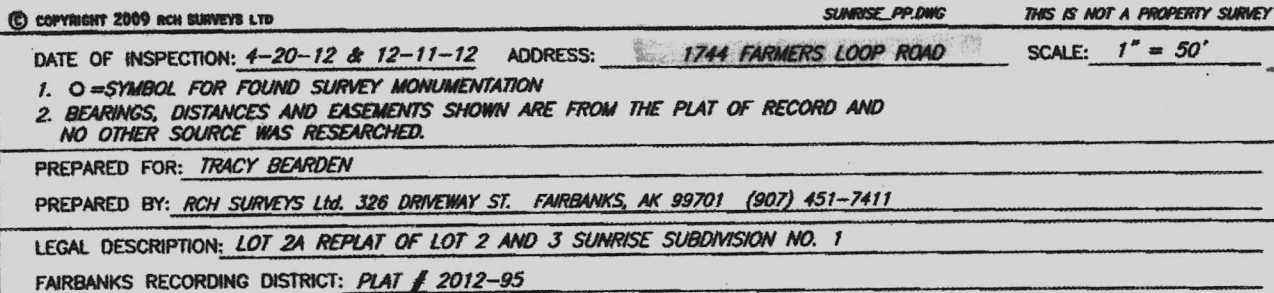 © COPYRIGHT 2009 RCH SURVEYS LTD SUNRISE_PP.DWG THIS IS NOT A PROPERTY SURVEY
DATE OF INSPECTION: 4-20-12 & 12-11-12 ADDRESS: 1744 FARMERS LOOP ROAD SCALE: 1" = 50'
1. O =SYMBOL FOR FOUND SURVEY MONUMENTATION
2. BEARINGS, DISTANCES AND EASEMENTS SHOWN ARE FROM THE PLAT OF RECORD AND
NO OTHER SOURCE WAS RESEARCHED.
PREPARED FOR: TRACY BEARDEN
PREPARED BY: RCH SURVEYS Ltd. 326 DRIVEWAY ST. FAIRBANKS, AK 99701 (907) 451-7411
LEGAL DESCRIPTION: LOT 2A REPLAT OF LOT 2 AND 3 SUNRISE SUBDIVISION NO. 1
FAIRBANKS RECORDING DISTRICT: PLAT # 2012-95